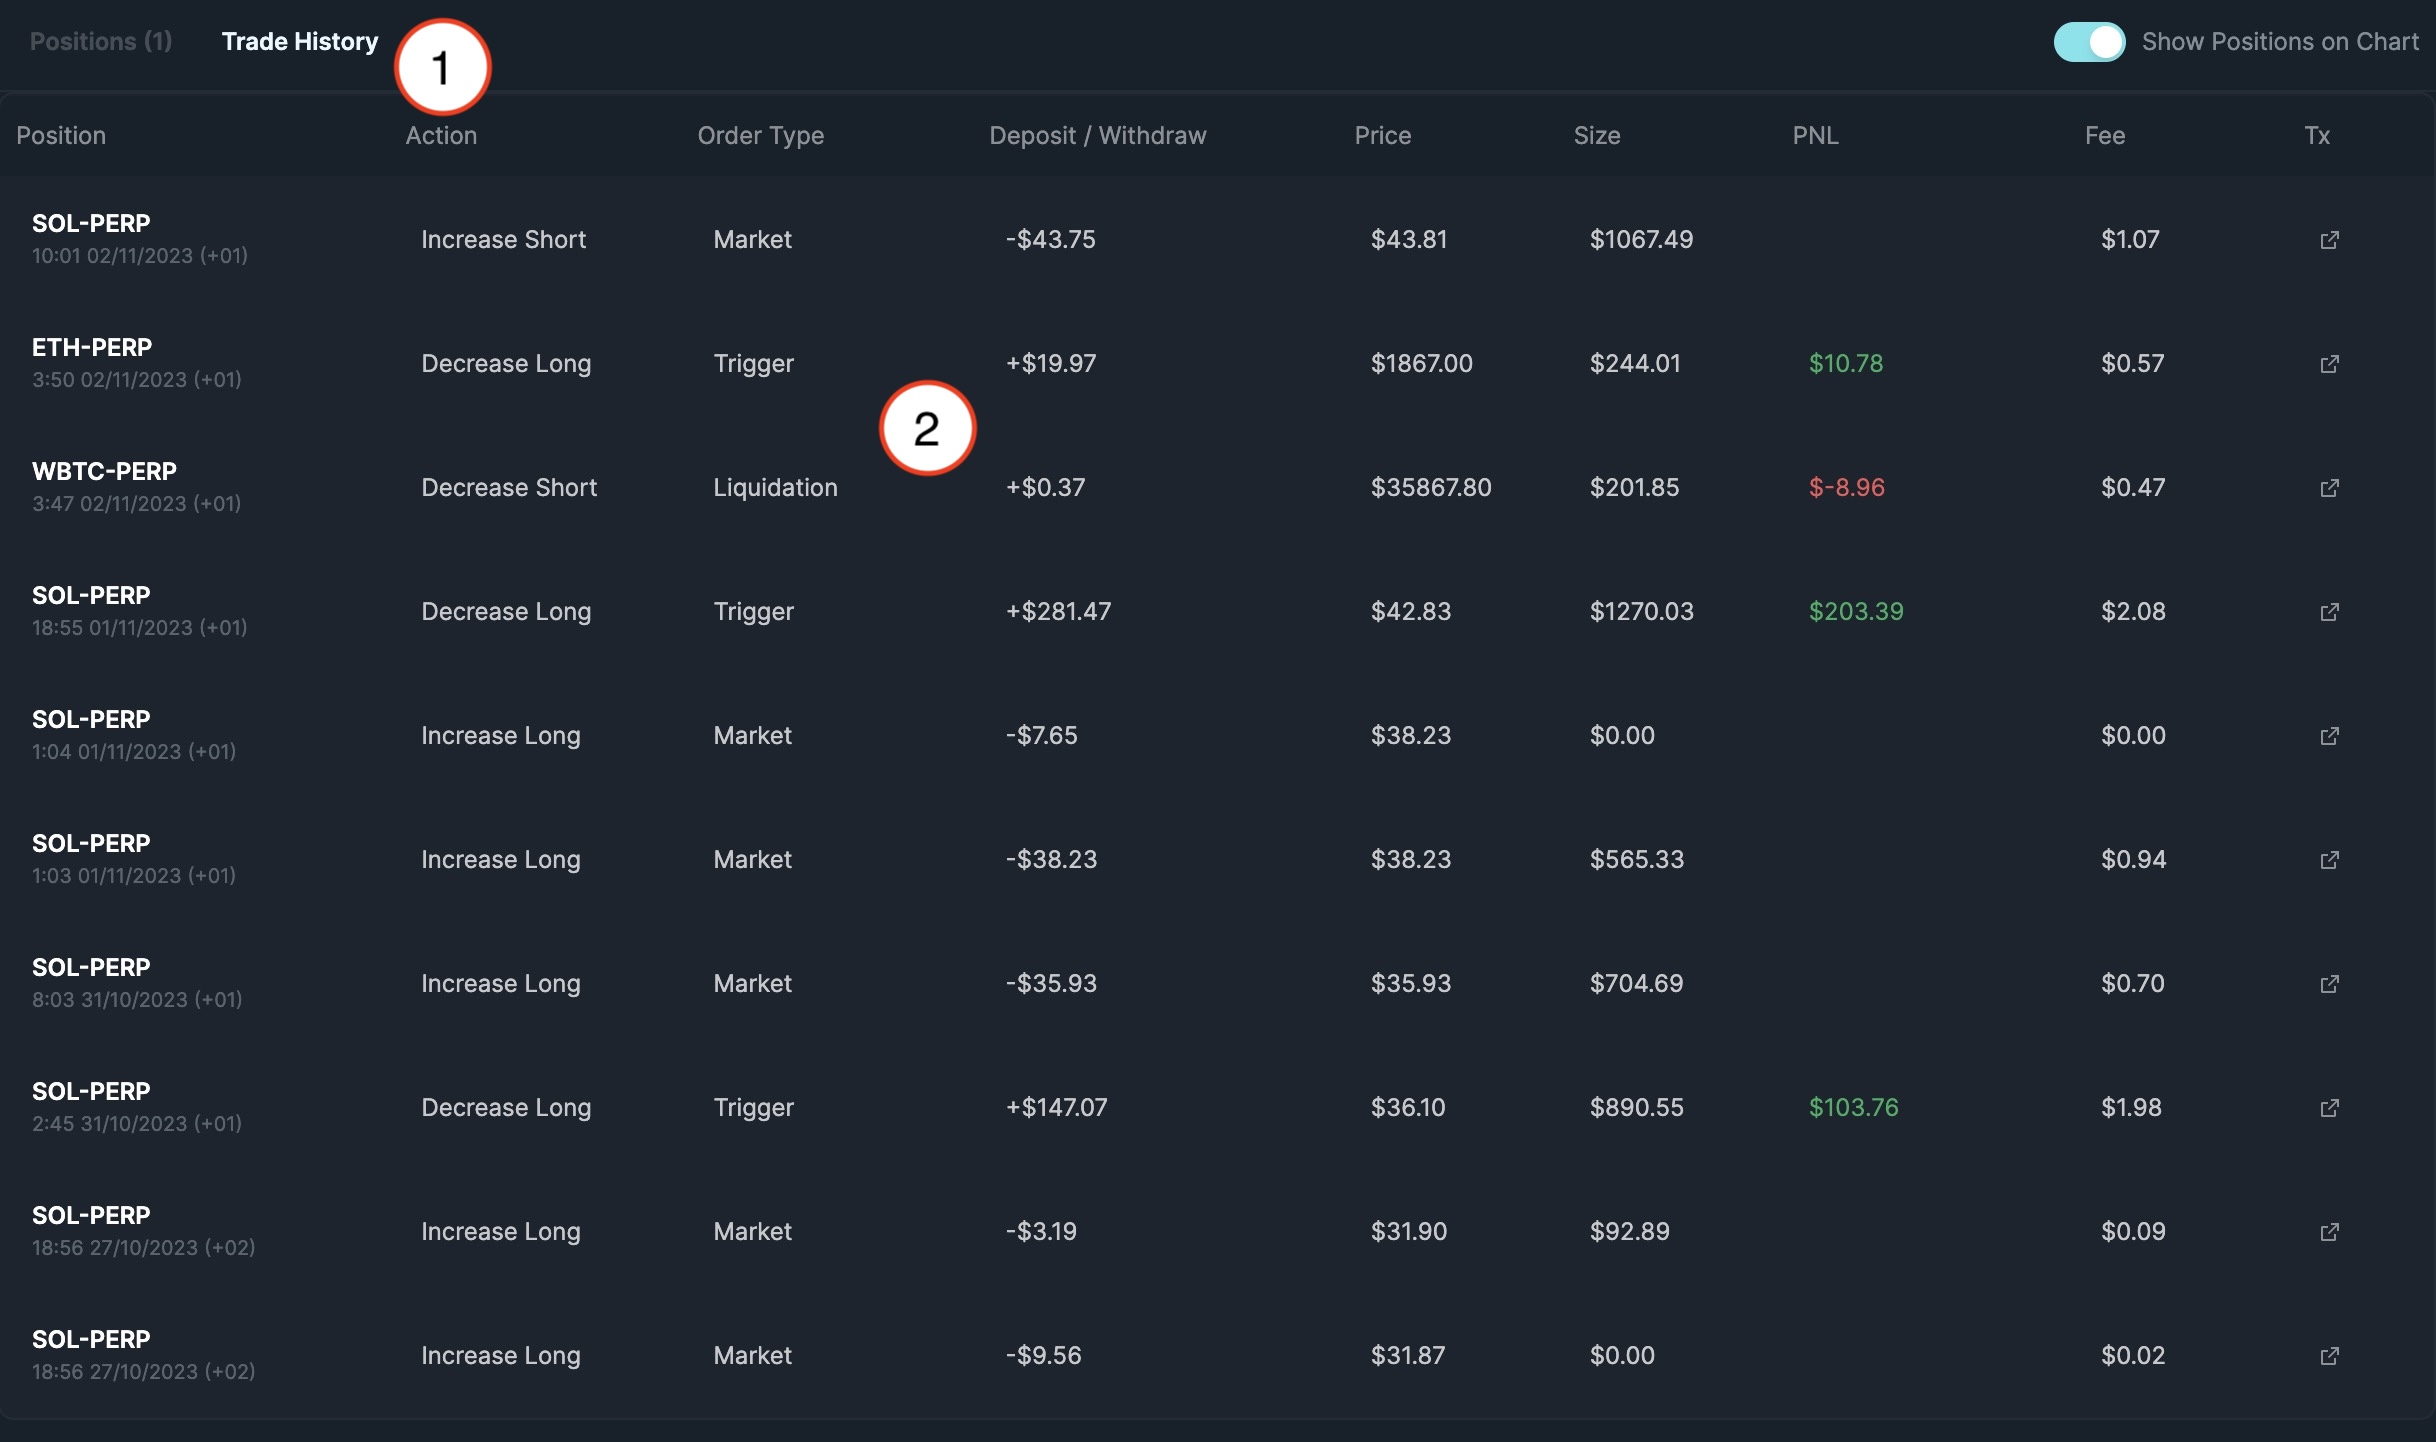 Positions (1) Trade History 1 Show Positions on Chart
Position Action Order Type Deposit / Withdraw Price Size PNL Fee Tx
SOL-PERP
10:01 02/11/2023 (+01)
Increase Short Market -$43.75 $43.81 $1067.49 $1.07
ETH-PERP
3:50 02/11/2023 (+01)
Decrease Long Trigger +$19.97 $1867.00 $244.01 $10.78 $0.57
2
WBTC-PERP
3:47 02/11/2023 (+01)
Decrease Short Liquidation +$0.37 $35867.80 $201.85 $-8.96 $0.47
SOL-PERP
18:55 01/11/2023 (+01)
Decrease Long Trigger +$281.47 $42.83 $1270.03 $203.39 $2.08
SOL-PERP
1:04 01/11/2023 (+01)
Increase Long Market -$7.65 $38.23 $0.00 $0.00
SOL-PERP
1:03 01/11/2023 (+01)
Increase Long Market -$38.23 $38.23 $565.33 $0.94
SOL-PERP
8:03 31/10/2023 (+01)
Increase Long Market -$35.93 $35.93 $704.69 $0.70
SOL-PERP
2:45 31/10/2023 (+01)
Decrease Long Trigger +$147.07 $36.10 $890.55 $103.76 $1.98
SOL-PERP
18:56 27/10/2023 (+02)
Increase Long Market -$3.19 $31.90 $92.89 $0.09
SOL-PERP
18:56 27/10/2023 (+02)
Increase Long Market -$9.56 $31.87 $0.00 $0.02